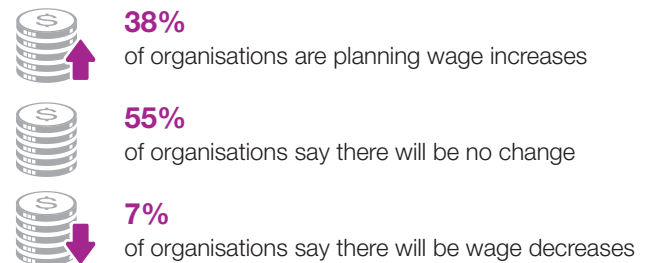 $
38%
of organisations are planning wage increases
$
55%
of organisations say there will be no change
$
7%
of organisations say there will be wage decreases